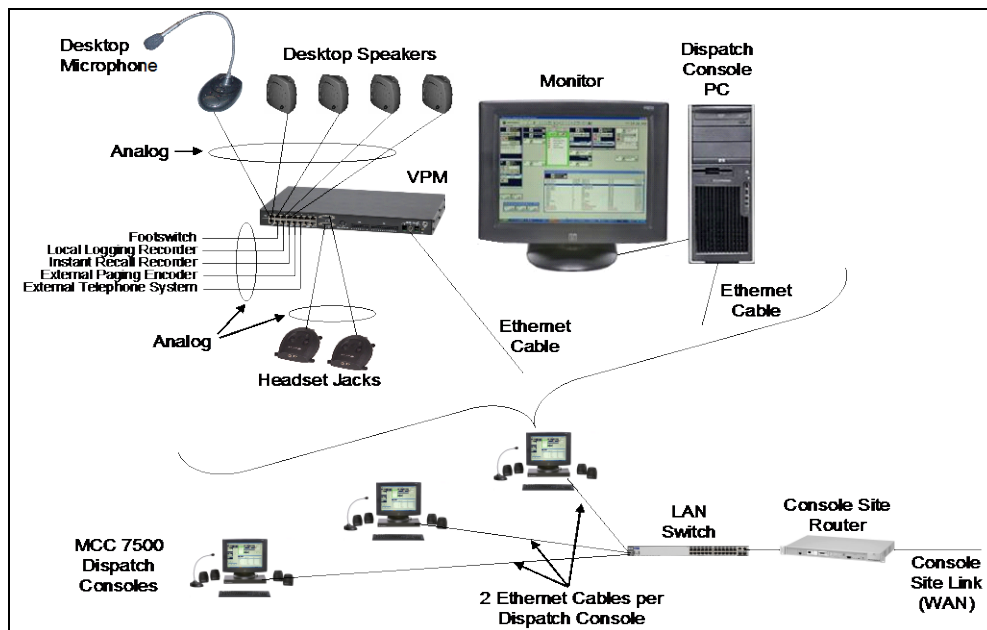 Desktop
Microphone
Desktop Speakers
Monitor
Dispatch
Console
PC
Analog
VPM
Footswitch
Local Logging Recorder
Instant Recall Recorder
External Paging Encoder
External Telephone System
Analog
Headset Jacks
Ethernet
Cable
Ethernet
Cable
MCC 7500
Dispatch
Consoles
LAN
Switch
Console Site
Router
Console
Site Link
(WAN)
2 Ethernet Cables per
Dispatch Console